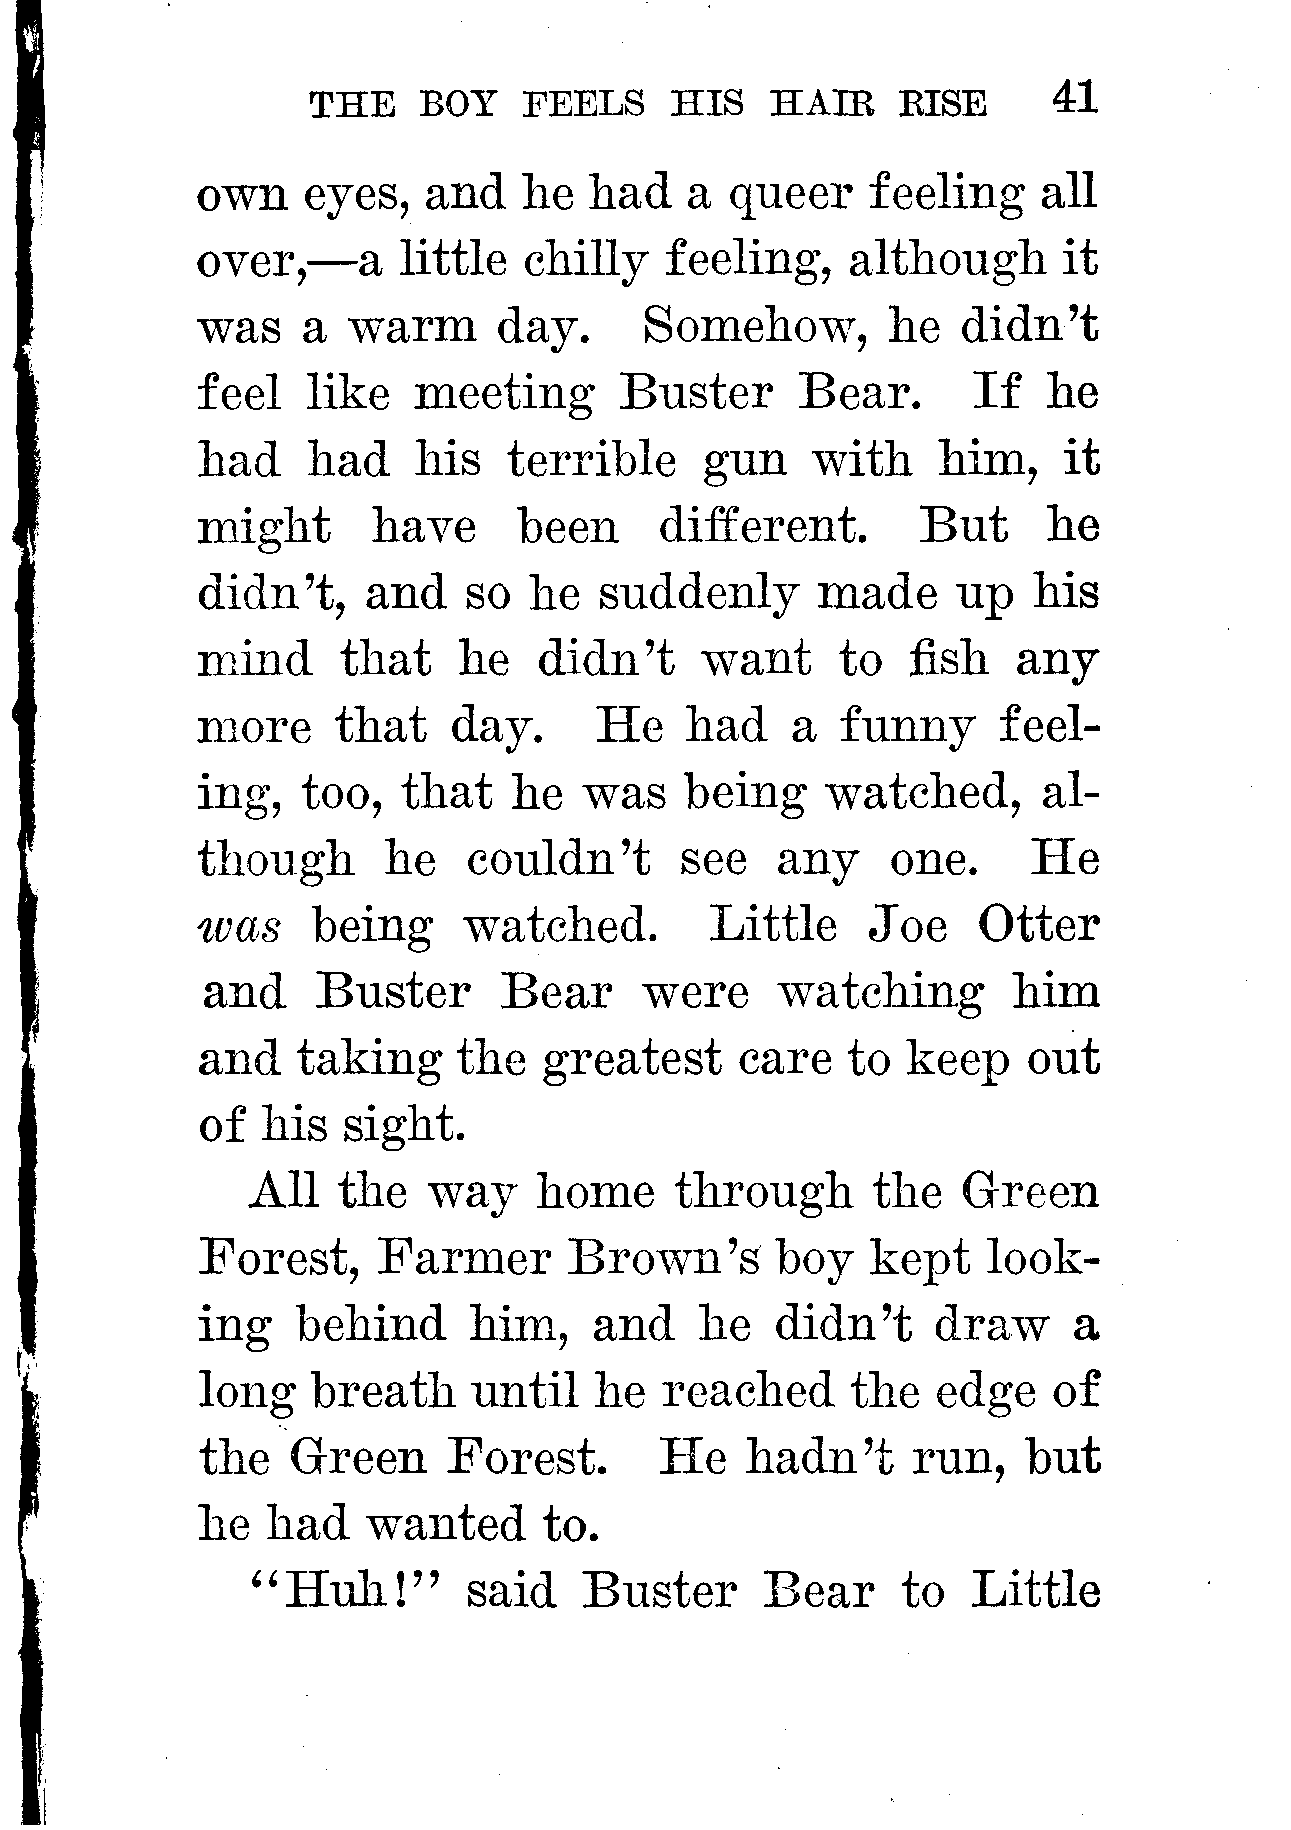 THE BOY FEELS HIS HAIR RISE 41
own eyes, and he had a queer feeling all
over,—a little chilly feeling, although it
was a warm day. Somehow, he didn't
feel like meeting Buster Bear. If he
had had his terrible gun with him, it
might have been different. But he
didn't, and so he suddenly made up his
mind that he didn't want to fish any
more that day. He had a funny feel-
ing, too, that he was being watched, al-
though he couldn't see any one. He
was being watched. Little Joe Otter
and Buster Bear were watching him
and taking the greatest care to keep out
of his sight.
All the way home through the Green
Forest, Farmer Brown's boy kept look-
ing behind him, and he didn't draw a
long breath until he reached the edge of
the Green Forest. He hadn't run, but
he had wanted to.
"Huh!" said Buster Bear to Little